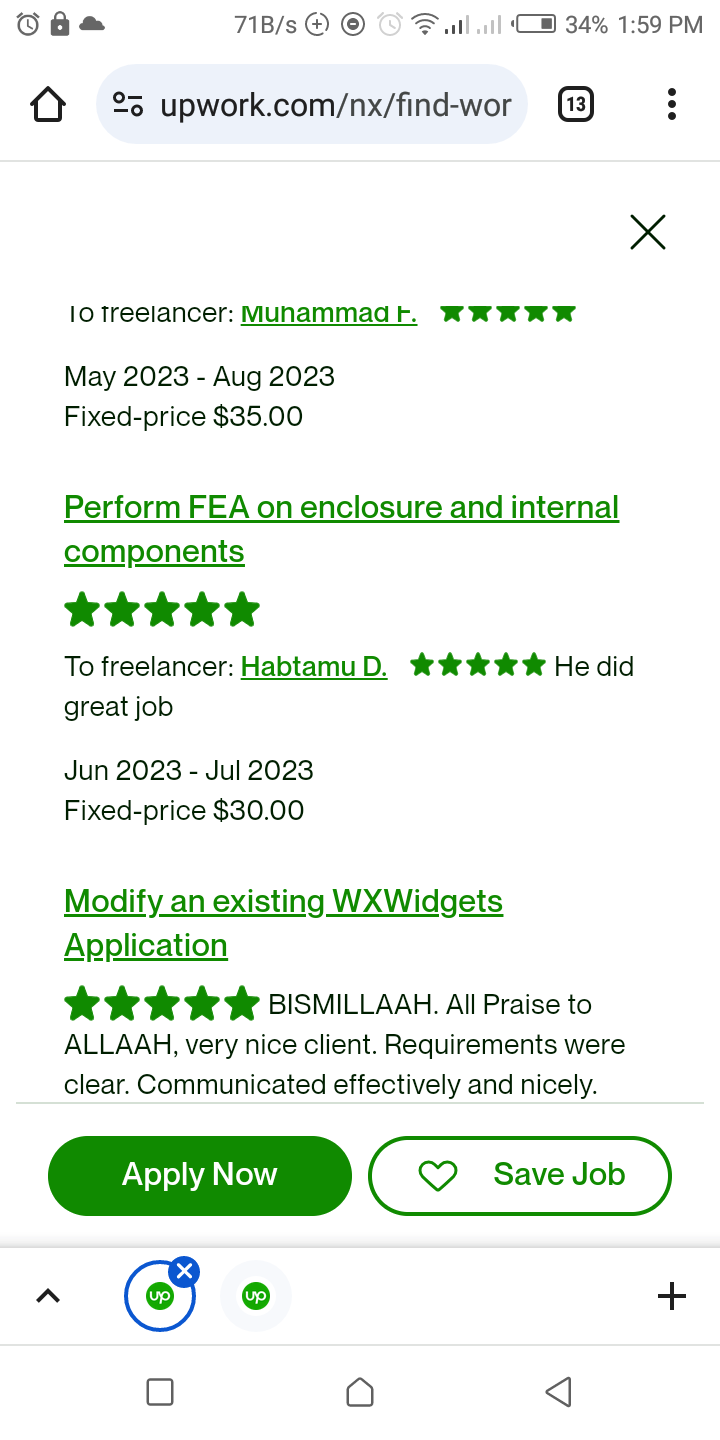 71B/s 34% 1:59 PM
upwork.com/nx/find-wor
13
To freelancer: Muhammad F.
May 2023 - Aug 2023
Fixed-price $35.00
Perform FEA on enclosure and internal
components
To freelancer: Habtamu D. He did
great job
Jun 2023 - Jul 2023
Fixed-price $30.00
Modify an existing WXWidgets
Application
BISMILLAAH. All Praise to
ALLAAH, very nice client. Requirements were
clear. Communicated effectively and nicely.
Apply Now Save Job
up up